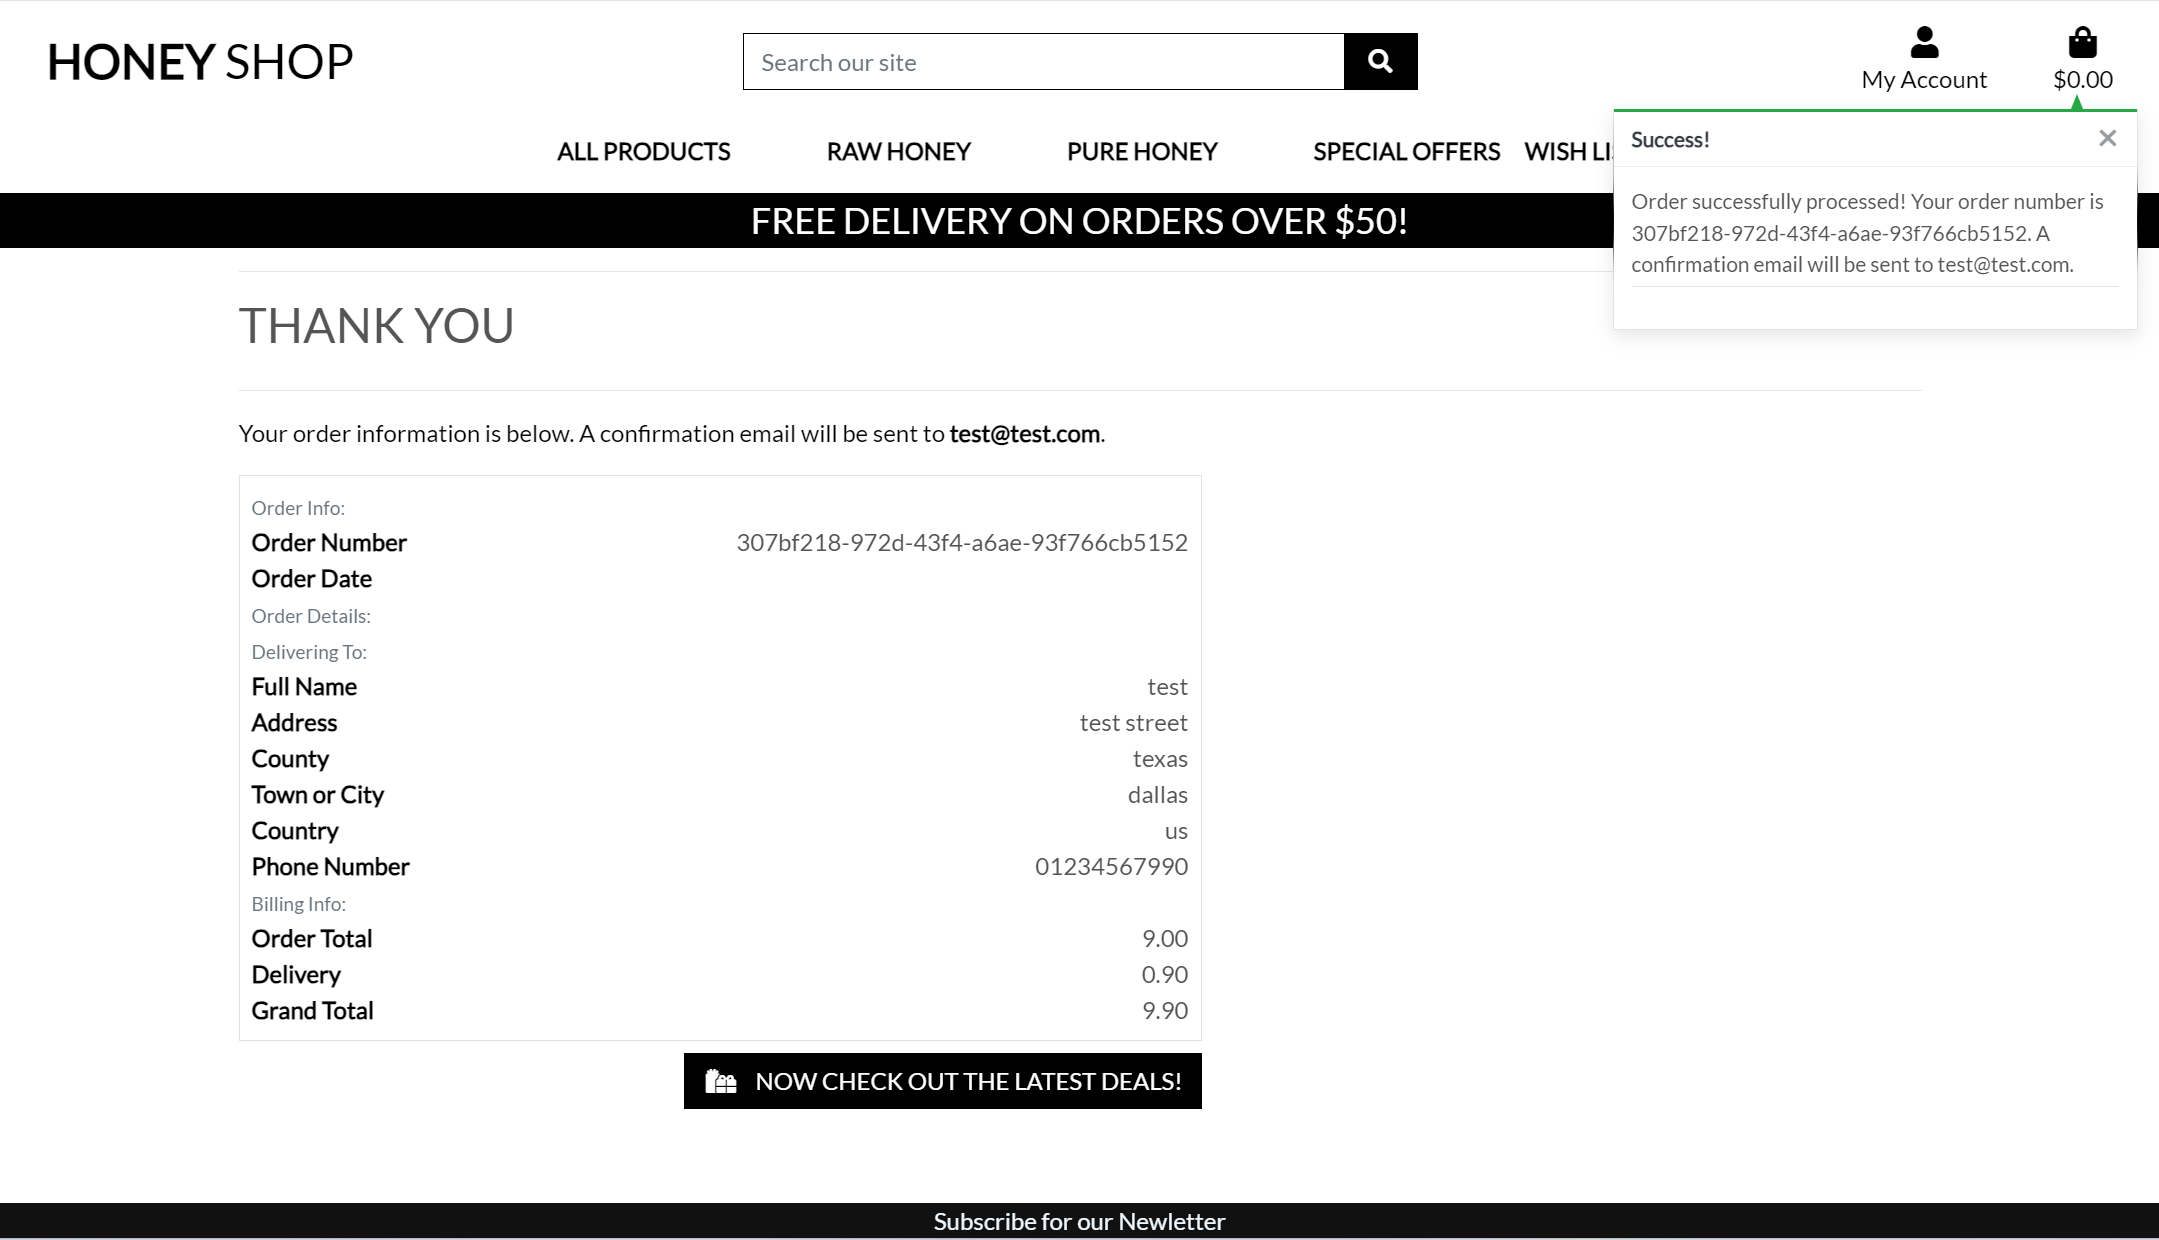 HONEY SHOP
Search our site
My Account
$0.00
ALL PRODUCTS
RAW HONEY
PURE HONEY
SPECIAL OFFERS
WISH
Success!
Order successfully processed! Your order number is
307bf218-972d-43f4-a6ae-93f766cb5152. A
confirmation email will be sent to test@test.com.
FREE DELIVERY ON ORDERS OVER $50!
THANK YOU
Your order information is below. A confirmation email will be sent to test@test.com.
Order Info:
Order Number 307bf218-972d-43f4-a6ae-93f766cb5152
Order Date
Order Details:
Delivering To:
Full Name test
Address test street
County texas
Town or City dallas
Country us
Phone Number 01234567990
Billing Info:
Order Total 9.00
Delivery 0.90
Grand Total 9.90
NOW CHECK OUT THE LATEST DEALS!
Subscribe for our Newletter